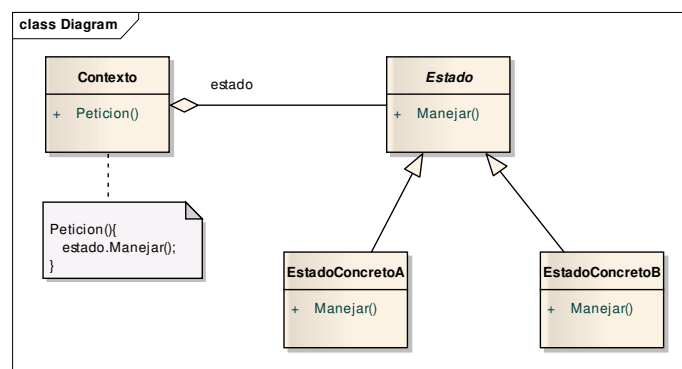 class Diagram
Contexto
+ Peticion()
estado
Estado
+ Manejar()
Peticion(){
estado.Manejar();
}
EstadoConcretoA
+ Manejar()
EstadoConcretoB
+ Manejar()